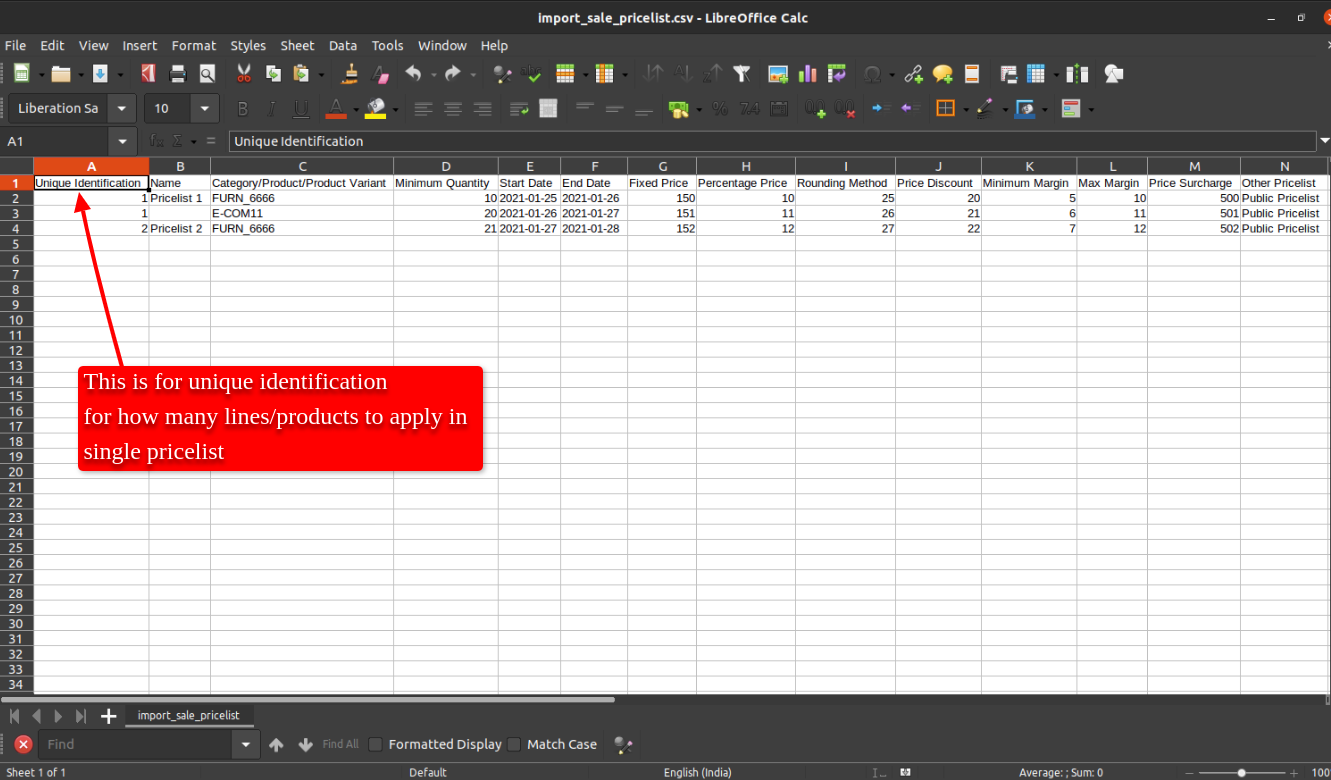 import_sale_pricelist.csv - LibreOffice Calc
File Edit View Insert Format Styles Sheet Data Tools Window Help
Liberation Sa 10
A1 Unique Identification
A B C D E F G H I J K L M N
1 Unique Identification Name Category/Product/Product Variant Minimum Quantity Start Date End Date Fixed Price Percentage Price Rounding Method Price Discount Minimum Margin Max Margin Price Surcharge Other Pricelist
2 1 Pricelist 1 FURN_6666 10 2021-01-25 2021-01-26 150 10 25 20 5 10 500 Public Pricelist
3 1 E-COM11 20 2021-01-26 2021-01-27 151 11 26 21 6 11 501 Public Pricelist
4 2 Pricelist 2 FURN_6666 21 2021-01-27 2021-01-28 152 12 27 22 7 12 502 Public Pricelist
5
6
7
8
9
10
11
12
13
14
This is for unique identification
15
16
for how many lines/products to apply in
17
18
single pricelist
19
20
21
22
23
24
25
26
27
28
29
30
31
32
33
34
import_sale_pricelist
Find Find All Formatted Display Match Case
Sheet 1 of 1 Default English (India) Average: ; Sum: 0 100